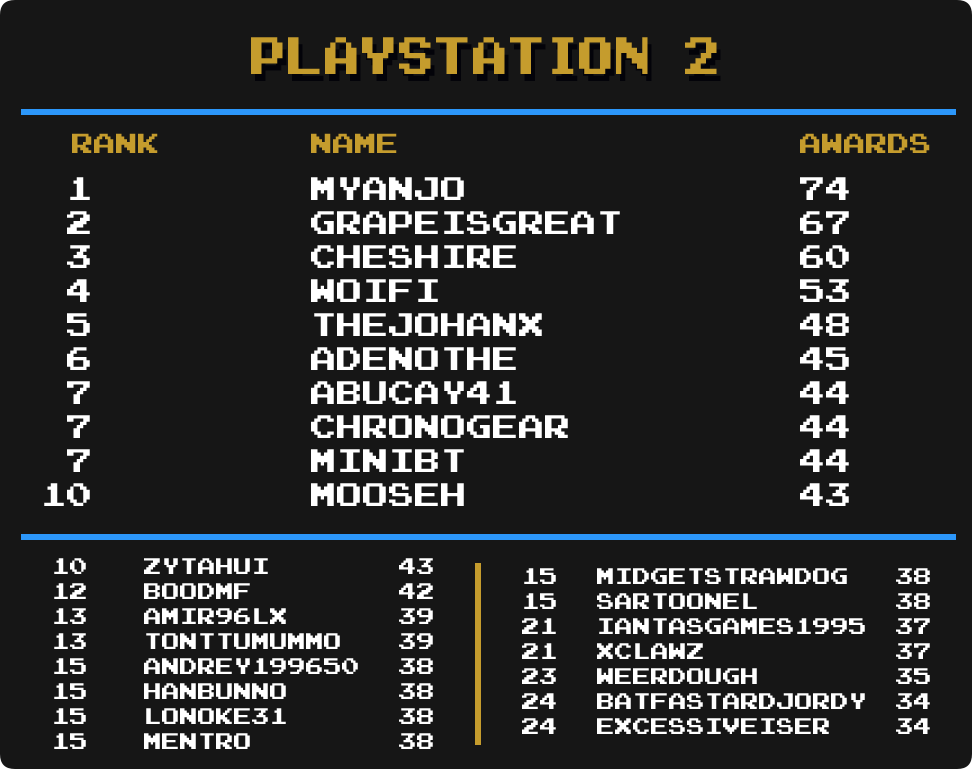 PLAYSTATION 2
RANK NAME AWARDS
1 MYANJO 74
2 GRAPEISGREAT 67
3 CHESHIRE 60
4 WOIFI 53
5 THEJOHANX 48
6 ADENOTHE 45
7 ABUCAY41 44
7 CHRONOGEAR 44
7 MINIBT 44
10 MOOSEH 43
10 ZYTAHUI 43
12 BOODMF 42
13 AMIR96LX 39
13 TONTTUMUMMO 39
15 ANDREY199650 38
15 HANBUNNO 38
15 LONOKE31 38
15 MENTRO 38
15 MIDGETSTRAWDOG 38
15 SARTOONEL 38
21 IANTASGAMES1995 37
21 XCLAWZ 37
23 WEERDOUGH 35
24 BATFASTARDJORDY 34
24 EXCESSIVEISER 34